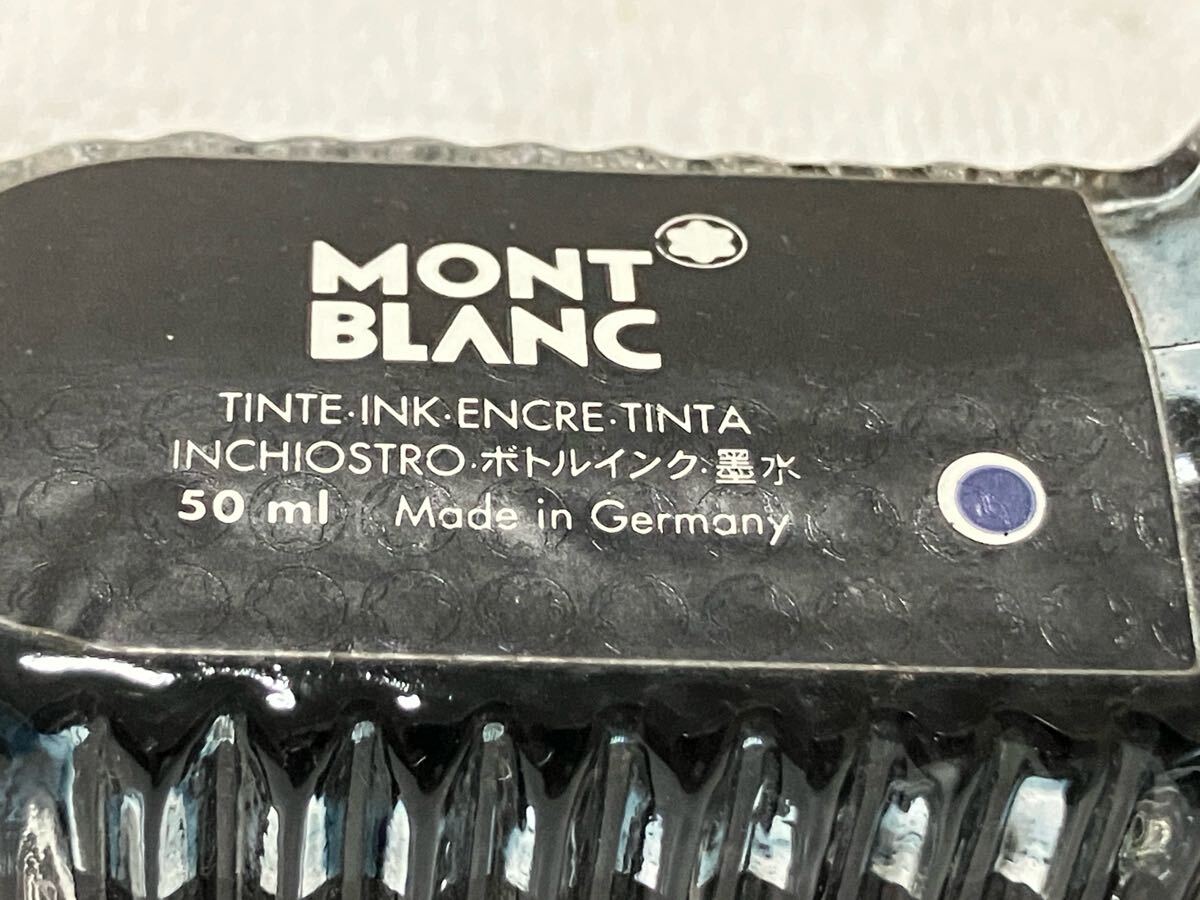 MONT
BLANC
TINTE·INK·ENCRE·TINTA
INCHIOSTRO·ボトルインク·墨水
50 ml Made in Germany